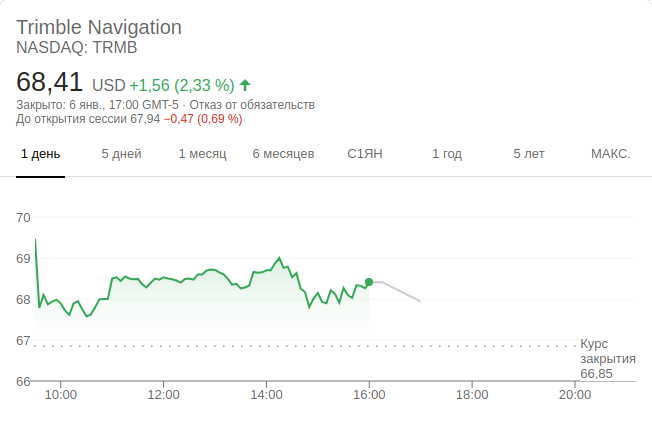 Trimble Navigation
NASDAQ: TRMB
68,41 USD +1,56 (2,33 %)
Закрыто: 6 янв., 17:00 GMT-5 · Отказ от обязательств
До открытия сессии 67,94 −0,47 (0,69 %)
1 день 5 дней 1 месяц 6 месяцев С1ЯН 1 год 5 лет МАКС.
70
69
68
67
66
Курс
закрытия
66,85
10:00 12:00 14:00 16:00 18:00 20:00